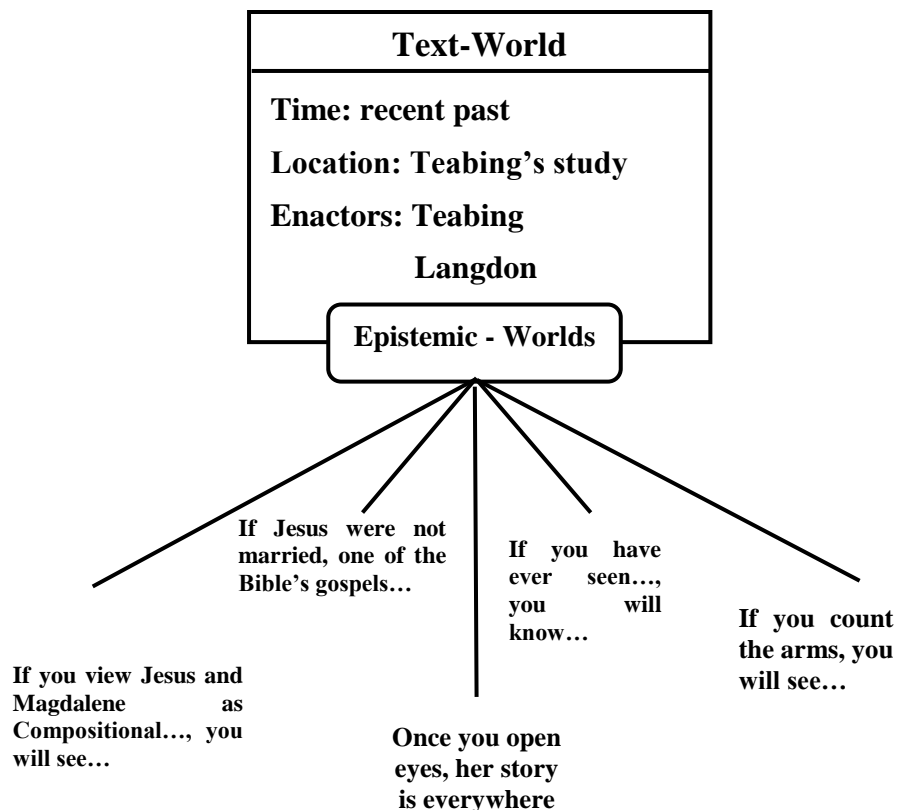 Text-World
Time: recent past
Location: Teabing's study
Enactors: Teabing
Langdon
Epistemic - Worlds
If you view Jesus and
Magdalene as
Compositional…, you
will see…
If Jesus were not
married, one of the
Bible's gospels…
Once you open
eyes, her story
is everywhere
If you have
ever seen…,
you will
know…
If you count
the arms, you
will see…